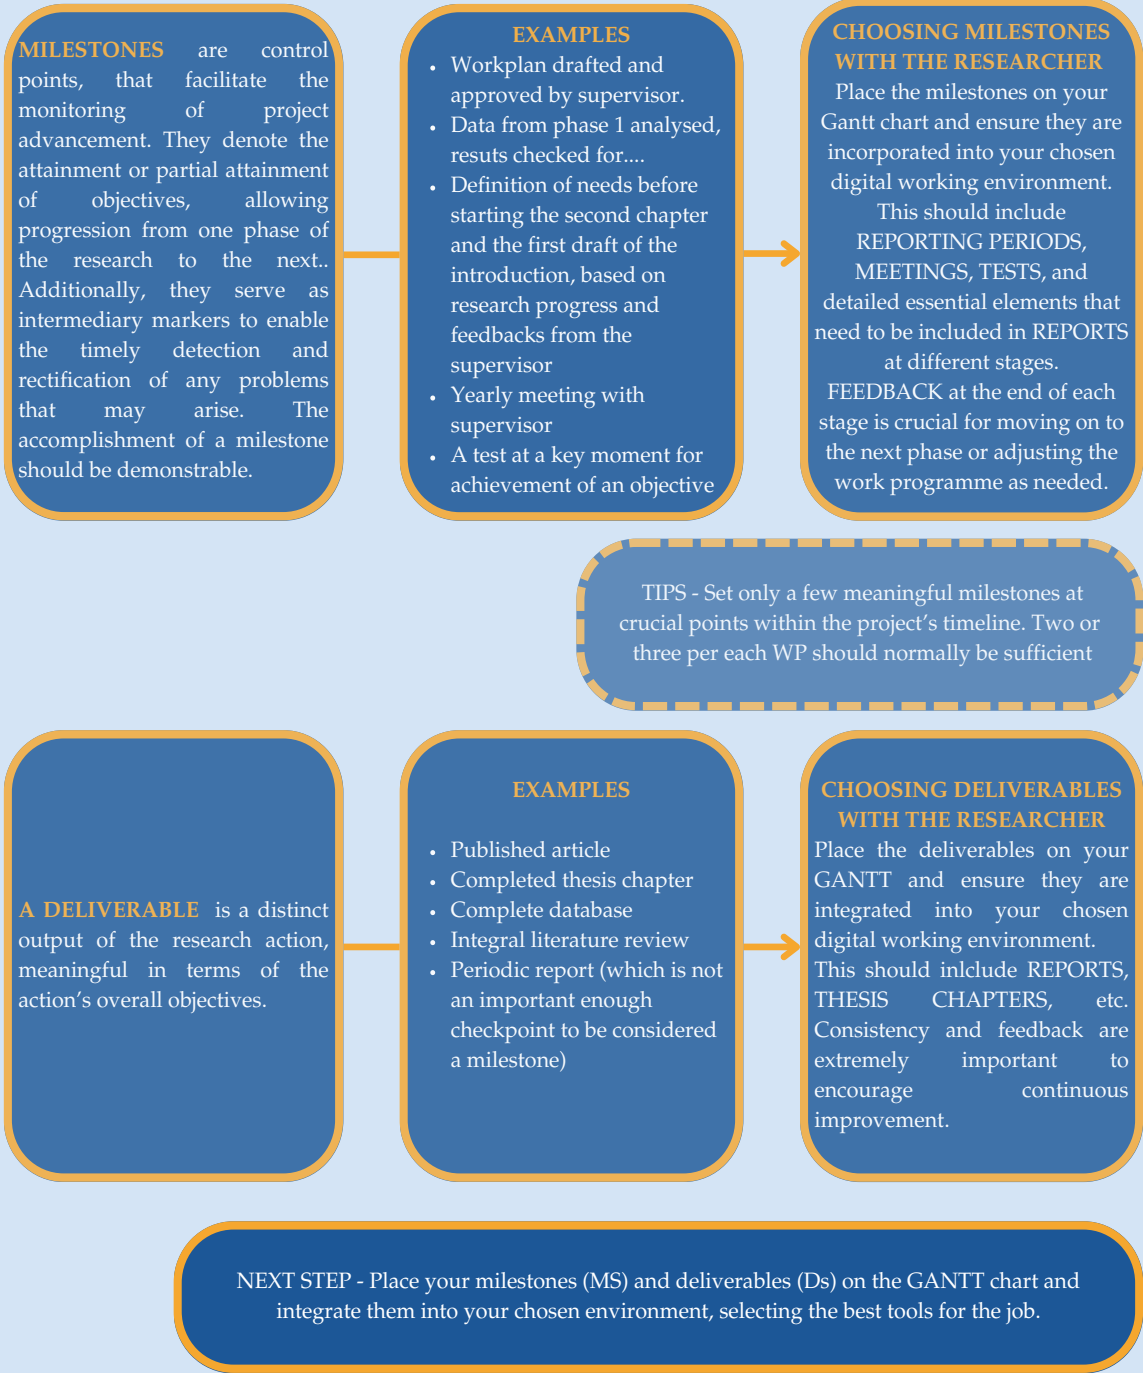 MILESTONES are control
points, that facilitate the
monitoring of project
advancement. They denote the
attainment or partial attainment
of objectives, allowing
progression from one phase of
the research to the next..
Additionally, they serve as
intermediary markers to enable
the timely detection and
rectification of any problems
that may arise. The
accomplishment of a milestone
should be demonstrable.
EXAMPLES
• Workplan drafted and
approved by supervisor.
• Data from phase 1 analysed,
resuts checked for....
• Definition of needs before
starting the second chapter
and the first draft of the
introduction, based on
research progress and
feedbacks from the
supervisor
• Yearly meeting with
supervisor
• A test at a key moment for
achievement of an objective
CHOOSING MILESTONES
WITH THE RESEARCHER
Place the milestones on your
Gantt chart and ensure they are
incorporated into your chosen
digital working environment.
This should include
REPORTING PERIODS,
MEETINGS, TESTS, and
detailed essential elements that
need to be included in REPORTS
at different stages.
FEEDBACK at the end of each
stage is crucial for moving on to
the next phase or adjusting the
work programme as needed.
TIPS - Set only a few meaningful milestones at
crucial points within the project's timeline. Two or
three per each WP should normally be sufficient
A DELIVERABLE is a distinct
output of the research action,
meaningful in terms of the
action's overall objectives.
EXAMPLES
• Published article
• Completed thesis chapter
• Complete database
• Integral literature review
• Periodic report (which is not
an important enough
checkpoint to be considered
a milestone)
CHOOSING DELIVERABLES
WITH THE RESEARCHER
Place the deliverables on your
GANTT and ensure they are
integrated into your chosen
digital working environment.
This should inlclude REPORTS,
THESIS CHAPTERS, etc.
Consistency and feedback are
extremely important to
encourage continuous
improvement.
NEXT STEP - Place your milestones (MS) and deliverables (Ds) on the GANTT chart and
integrate them into your chosen environment, selecting the best tools for the job.